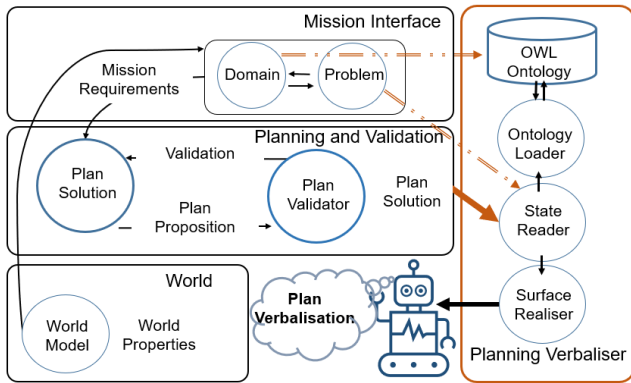 Mission Interface
Mission
Requirements
Domain
Problem
OWL
Ontology
Ontology
Loader
Planning and Validation
Validation
Plan
Solution
Plan
Validator
Plan
Solution
Plan
Proposition
State
Reader
World
World
Model
World
Properties
Plan
Verbalisation
Surface
Realiser
Planning Verbaliser